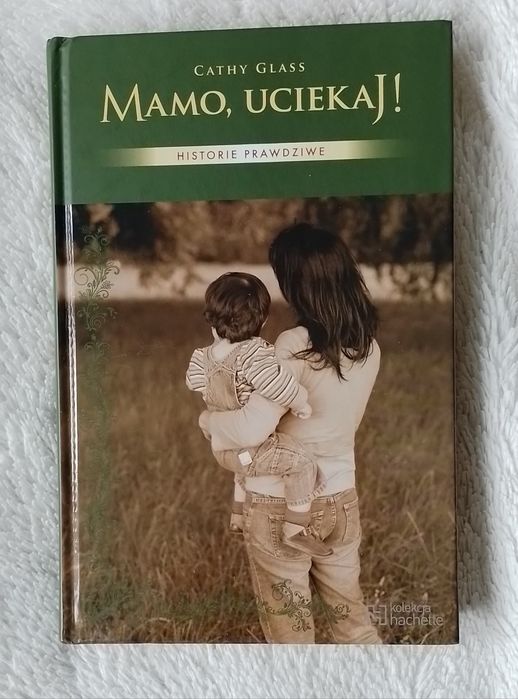 CATHY GLASS
MAMO, UCIEKAJ!
HISTORIE PRAWDZIWE
kolekcja
hachette